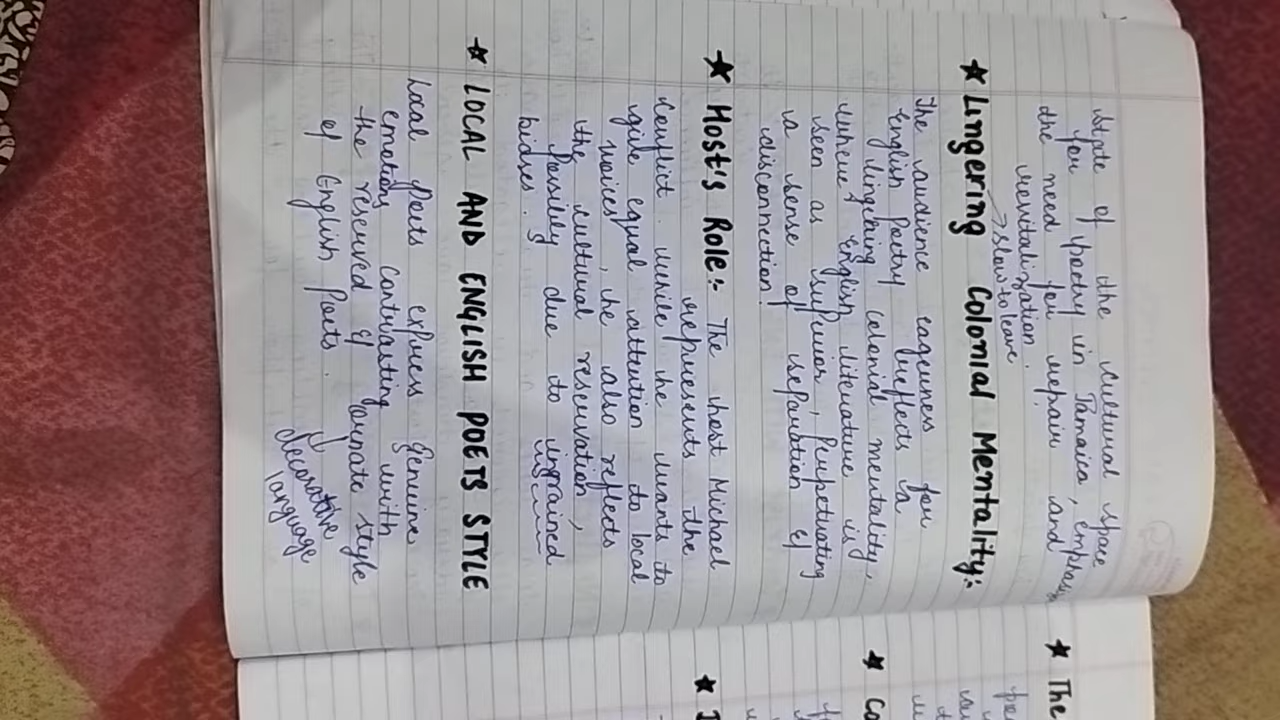 state of the cultural space
for poetry in Jamaica, emphasis
the need for repair and
revitalization.
→ slow to leave
★ Lingering Colonial Mentality:-
The audience eagerness for
English Poetry reflects a
lingering colonial mentality,
where English literature is
seen as superior, perpetuating
a sense of separation &
disconnection.
★ Host's Role:- The host Michael
represents the
conflict. While he wants to
give equal attention to local
voices, he also reflects
the cultural reservation,
possibly due to ingrained
biases.
★ LOCAL AND ENGLISH POETS STYLE
Local Poets express genuine
emotions contrasting with
the reserved & ornate style
of English Poets.
Decorative
language
★ The
★ Co
★